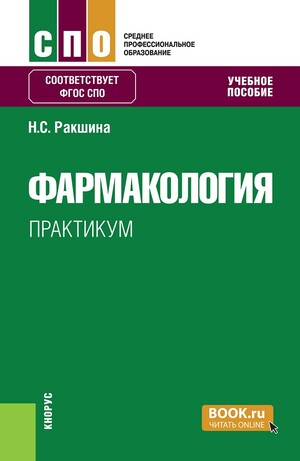 СПО
СРЕДНЕЕ
ПРОФЕССИОНАЛЬНОЕ
ОБРАЗОВАНИЕ
СООТВЕТСТВУЕТ
ФГОС СПО
УЧЕБНОЕ
ПОСОБИЕ
Н.С. Ракшина
ФАРМАКОЛОГИЯ
ПРАКТИКУМ
КНОРУС
BOOK.ru
ЧИТАТЬ ONLINE